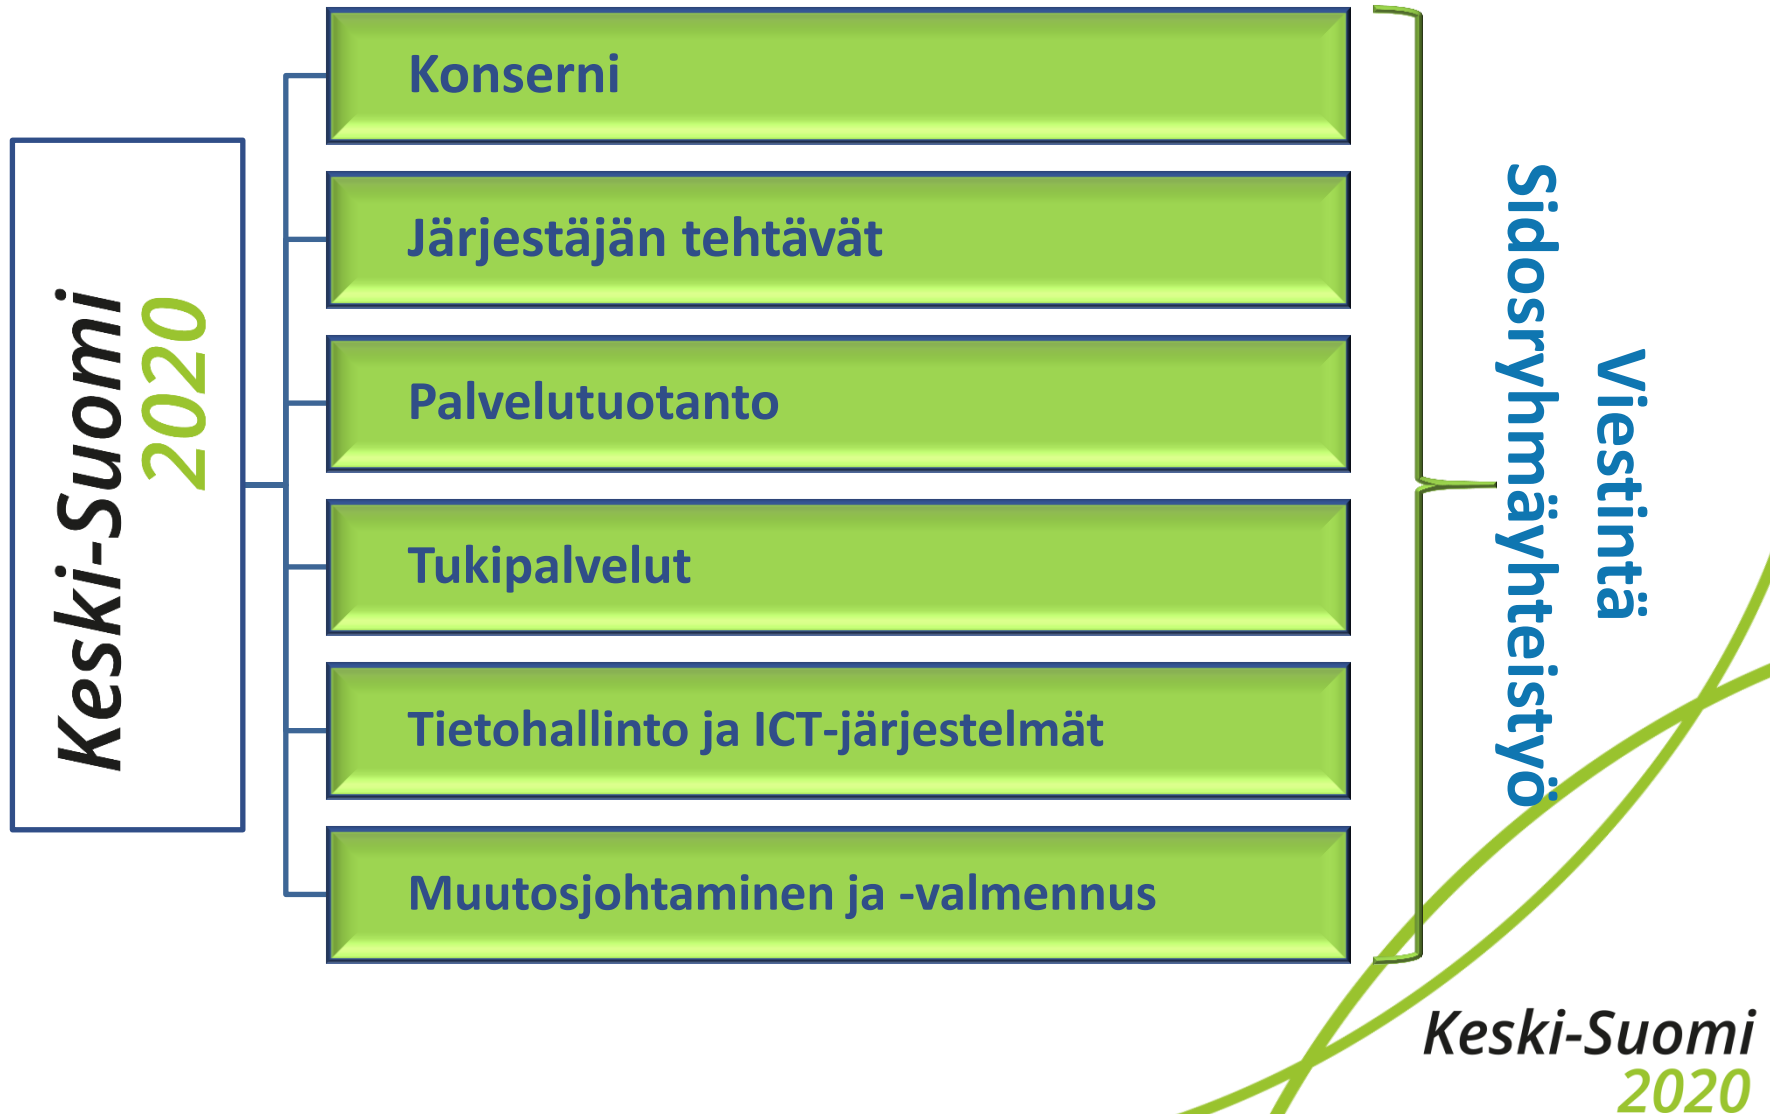 Keski-Suomi
2020
Konserni
Järjestäjän tehtävät
Palvelutuotanto
Tukipalvelut
Tietohallinto ja ICT-järjestelmät
Muutosjohtaminen ja -valmennus
Viestintä
Sidosryhmäyhteistyö
Keski-Suomi
2020